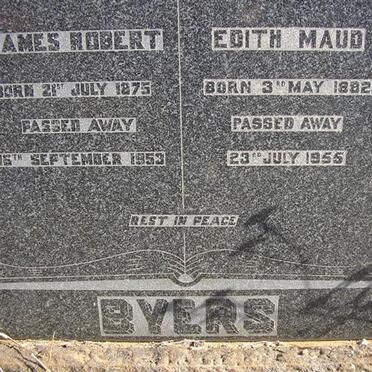 JAMES ROBERT
BORN 21ST JULY 1875
PASSED AWAY
SEPTEMBER 1953
EDITH MAUD
BORN 3RD MAY 1882
PASSED AWAY
23RD JULY 1955
REST IN PEACE
BYERS